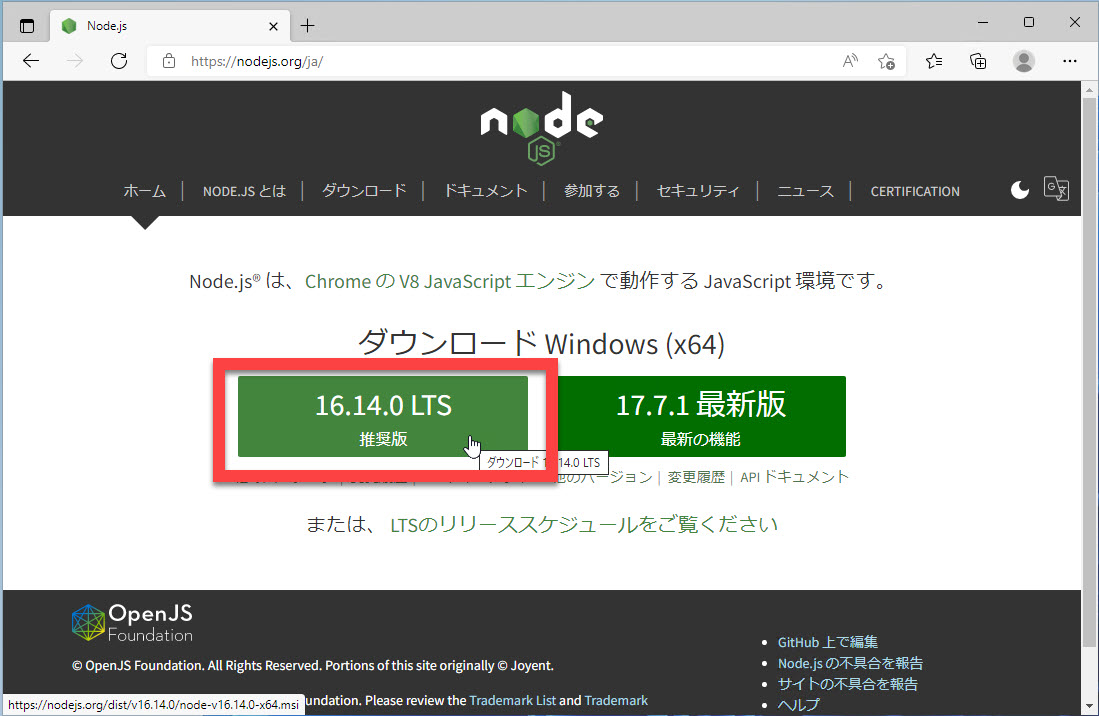 Node.js
https://nodejs.org/ja/
node
JS
ホーム | NODE.JS とは | ダウンロード | ドキュメント | 参加する | セキュリティ | ニュース | CERTIFICATION
Node.js® は、Chrome の V8 JavaScript エンジン で動作する JavaScript 環境です。
ダウンロード Windows (x64)
16.14.0 LTS
推奨版
17.7.1 最新版
最新の機能
ダウンロード 1 14.0 LTS
他のバージョン | 変更履歴 | API ドキュメント
または、 LTSのリリーススケジュールをご覧ください
OpenJS
Foundation
© OpenJS Foundation. All Rights Reserved. Portions of this site originally © Joyent.
undation. Please review the Trademark List and Trademark
GitHub 上で編集
Node.js の不具合を報告
サイトの不具合を報告
ヘルプ
https://nodejs.org/dist/v16.14.0/node-v16.14.0-x64.msi